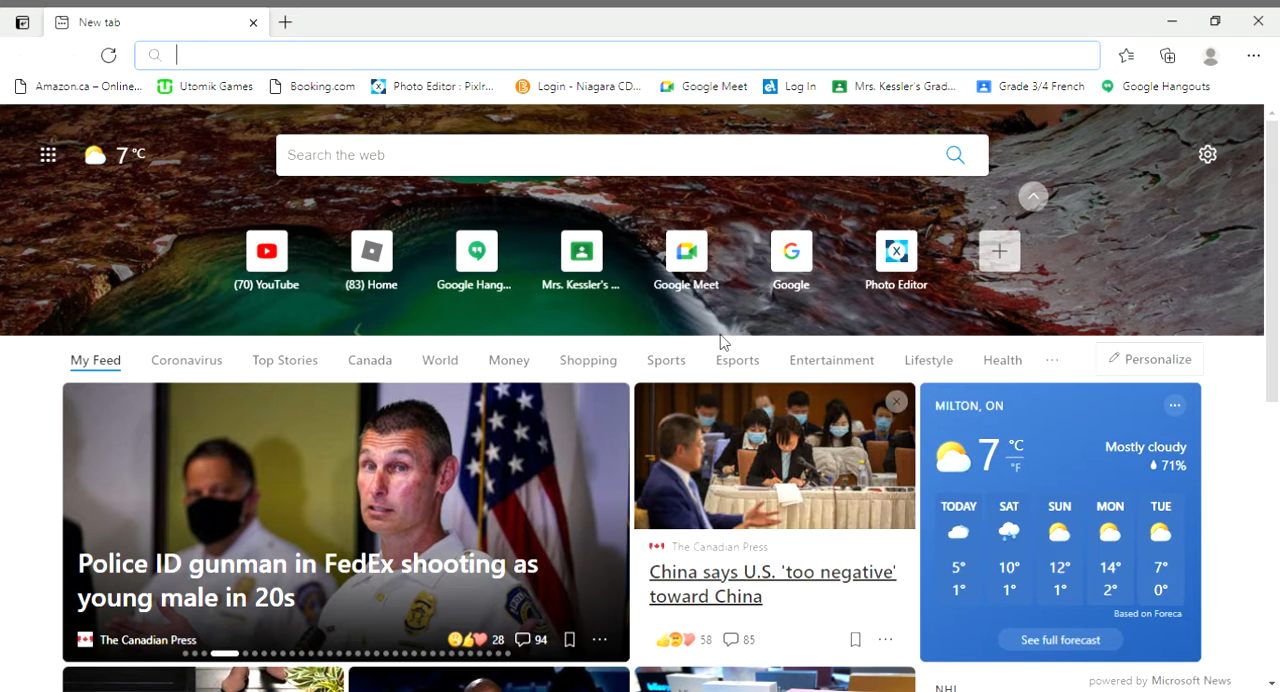 New tab
Amazon.ca – Online...
Utomik Games
Booking.com
Photo Editor : Pixlr...
Login - Niagara CD...
Google Meet
Log In
Mrs. Kessler's Grad...
Grade 3/4 French
Google Hangouts
7 °C
Search the web
(70) YouTube
(83) Home
Google Hang...
Mrs. Kessler's ...
Google Meet
Google
Photo Editor
My Feed
Coronavirus
Top Stories
Canada
World
Money
Shopping
Sports
Esports
Entertainment
Lifestyle
Health
...
Personalize
Police ID gunman in FedEx shooting as
young male in 20s
The Canadian Press
28
94
The Canadian Press
China says U.S. 'too negative'
toward China
58
85
MILTON, ON
7 °C
°F
Mostly cloudy
71%
TODAY SAT SUN MON TUE
5° 10° 12° 14° 7°
1° 1° 1° 2° 0°
Based on Foreca
See full forecast
NHL
powered by Microsoft News